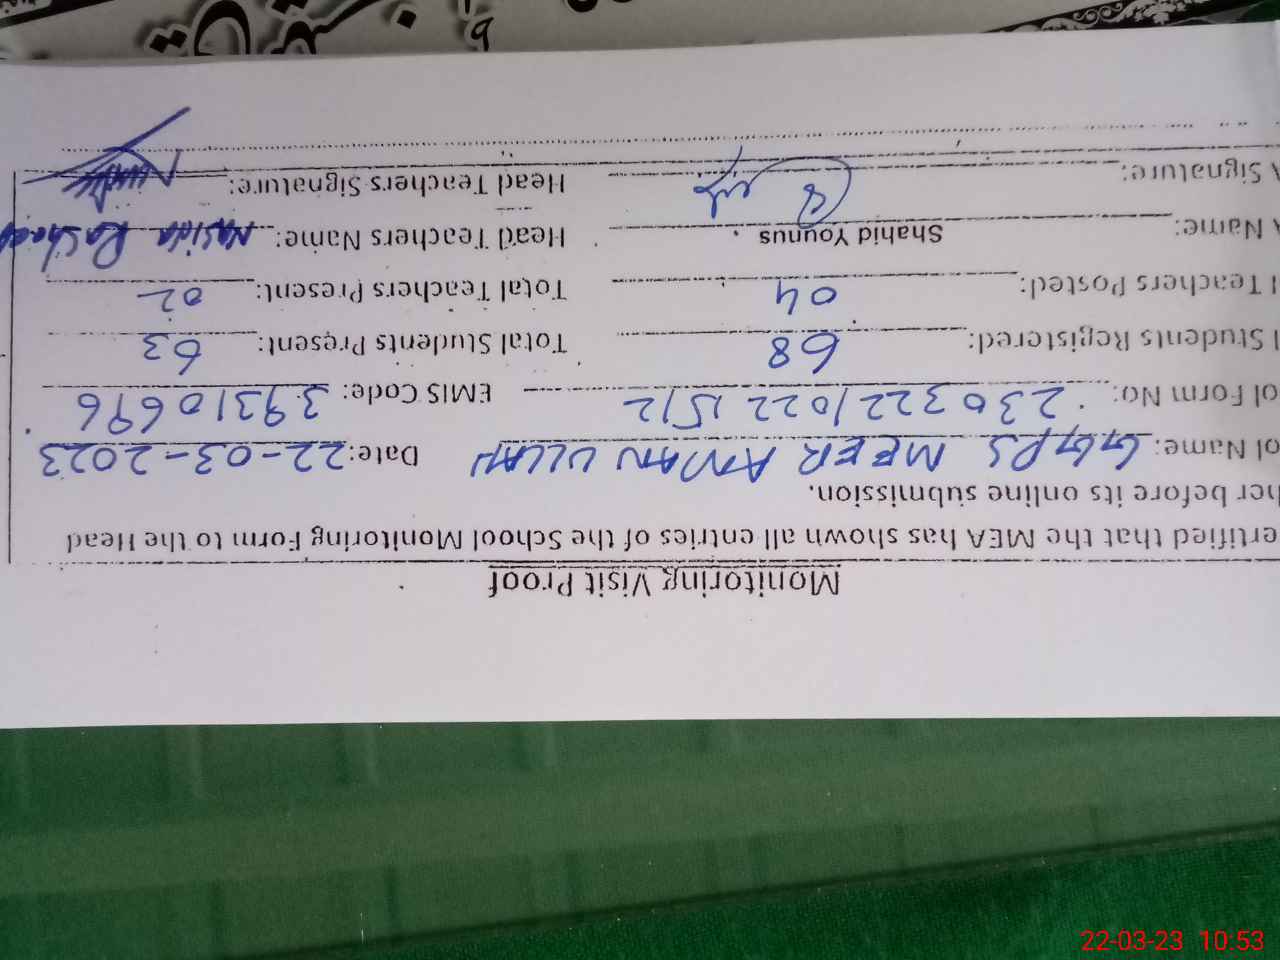 Monitoring Visit Proof
ertified that the MEA has shown all entries of the School Monitoring Form to the Head
her before its online submission.
ol Name: GGPS MEER AMAN ULLAH Date: 22-03-2023
ol Form No: 23032210221512 EMIS Code: 39310696
l Students Registered: 68 Total Students Present: 63
l Teachers Posted: 04 Total Teachers Present: 02
A Name: Shahid Younus Head Teachers Name: Rasheed
A Signature: Head Teachers Signature:
22-03-23 10:53